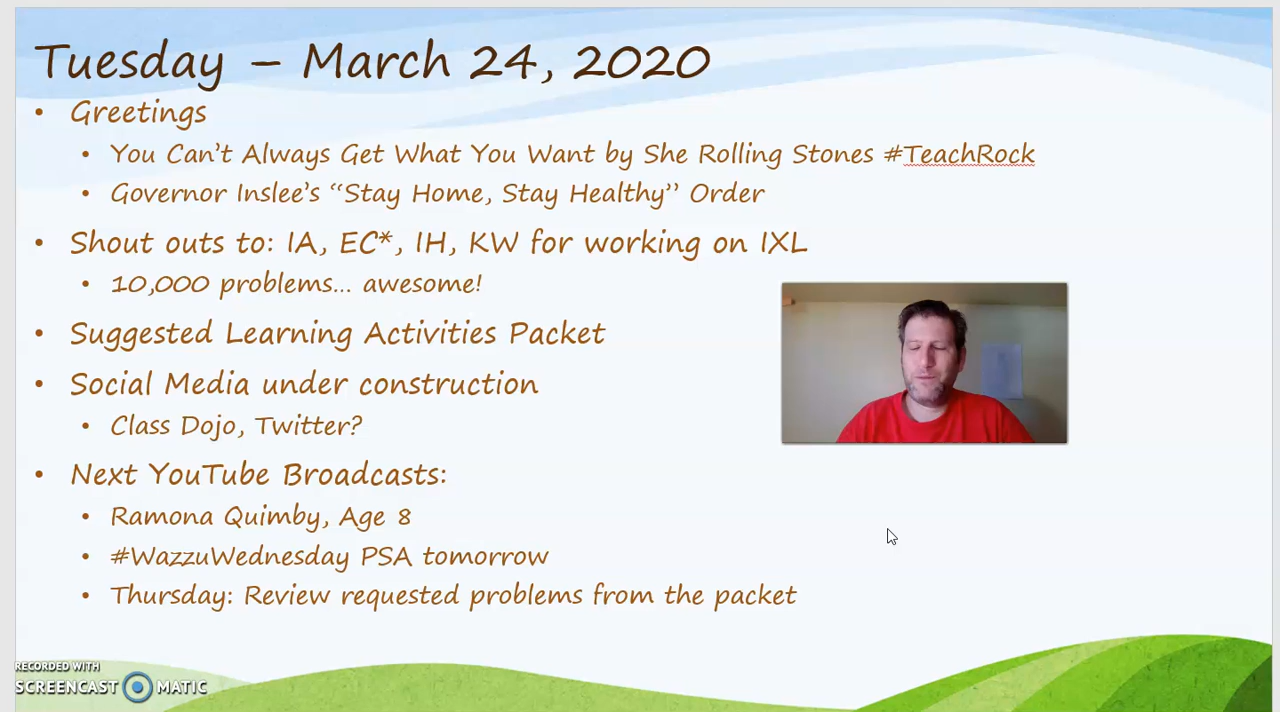 Tuesday – March 24, 2020
• Greetings
• You Can't Always Get What You Want by She Rolling Stones #TeachRock
• Governor Inslee's “Stay Home, Stay Healthy” Order
• Shout outs to: IA, EC*, IH, KW for working on IXL
• 10,000 problems... awesome!
• Suggested Learning Activities Packet
• Social Media under construction
• Class Dojo, Twitter?
• Next YouTube Broadcasts:
• Ramona Quimby, Age 8
• #WazzuWednesday PSA tomorrow
• Thursday: Review requested problems from the packet
RECORDED WITH
SCREENCAST MATIC